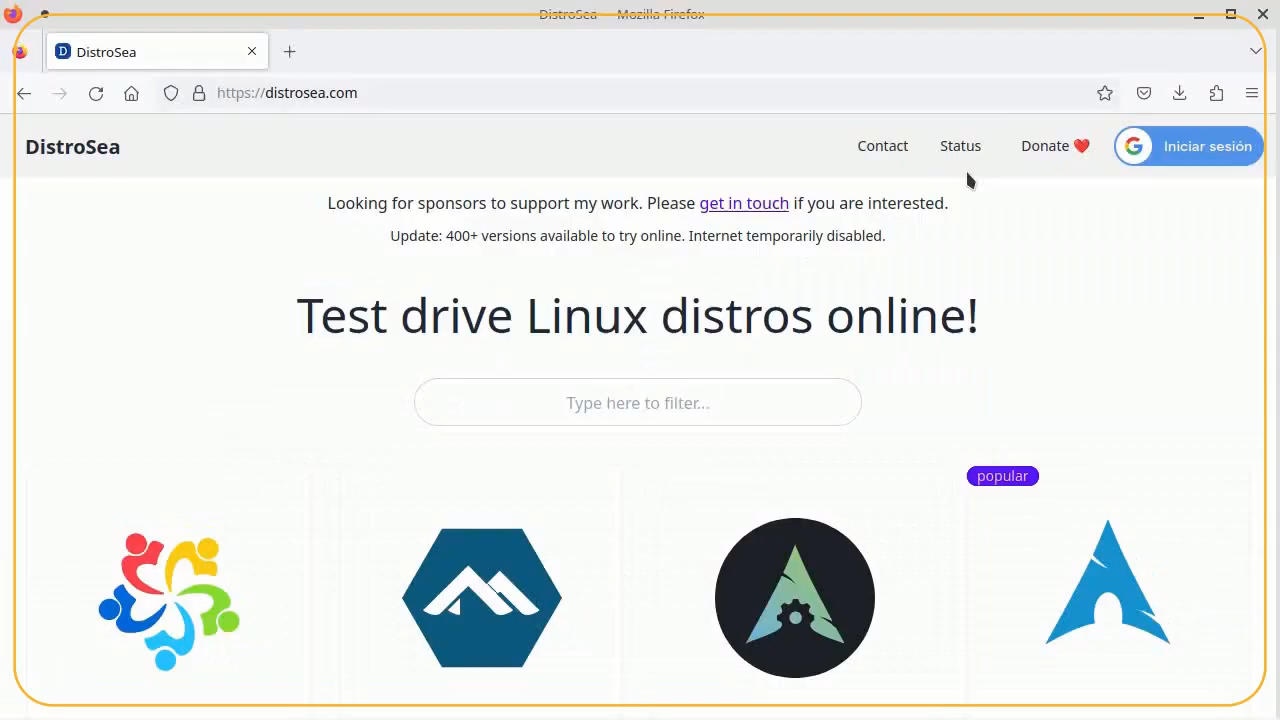 DistroSea — Mozilla Firefox
DistroSea
https://distrosea.com
DistroSea
Contact
Status
Donate ❤️
Iniciar sesión
Looking for sponsors to support my work. Please get in touch if you are interested.
Update: 400+ versions available to try online. Internet temporarily disabled.
Test drive Linux distros online!
Type here to filter...
popular